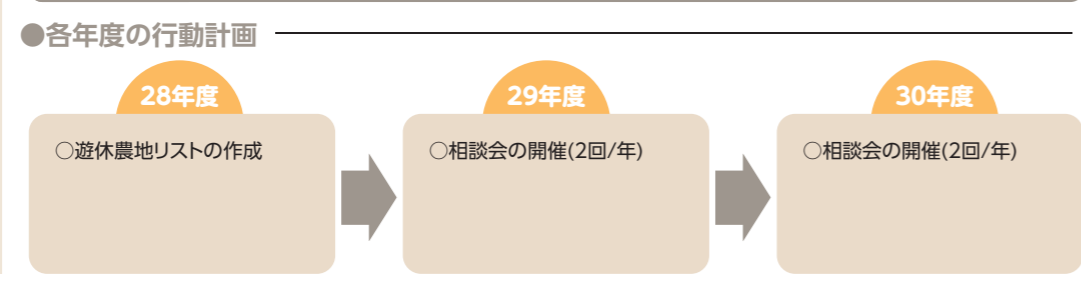 ●各年度の行動計画
28年度
○遊休農地リストの作成
29年度
○相談会の開催(2回/年)
30年度
○相談会の開催(2回/年)